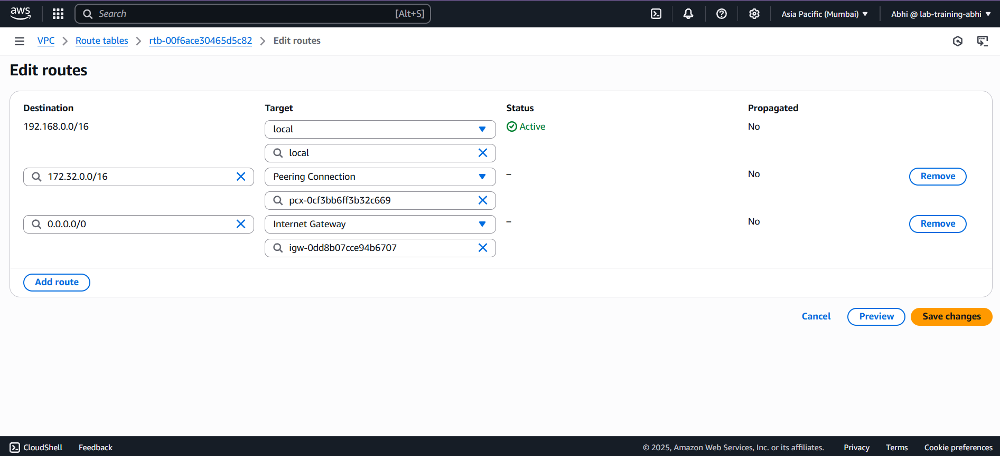 aws Search [Alt+S] Asia Pacific (Mumbai) Abhi @ lab-training-abhi
VPC Route tables rtb-00f6ace30465d5c82 Edit routes
Edit routes
Destination Target Status Propagated
192.168.0.0/16 local Active No
local
172.32.0.0/16 Peering Connection – No Remove
pcx-0cf3bb6ff3b32c669
0.0.0.0/0 Internet Gateway – No Remove
igw-0dd8b07cce94b6707
Add route
Cancel Preview Save changes
CloudShell Feedback © 2025, Amazon Web Services, Inc. or its affiliates. Privacy Terms Cookie preferences